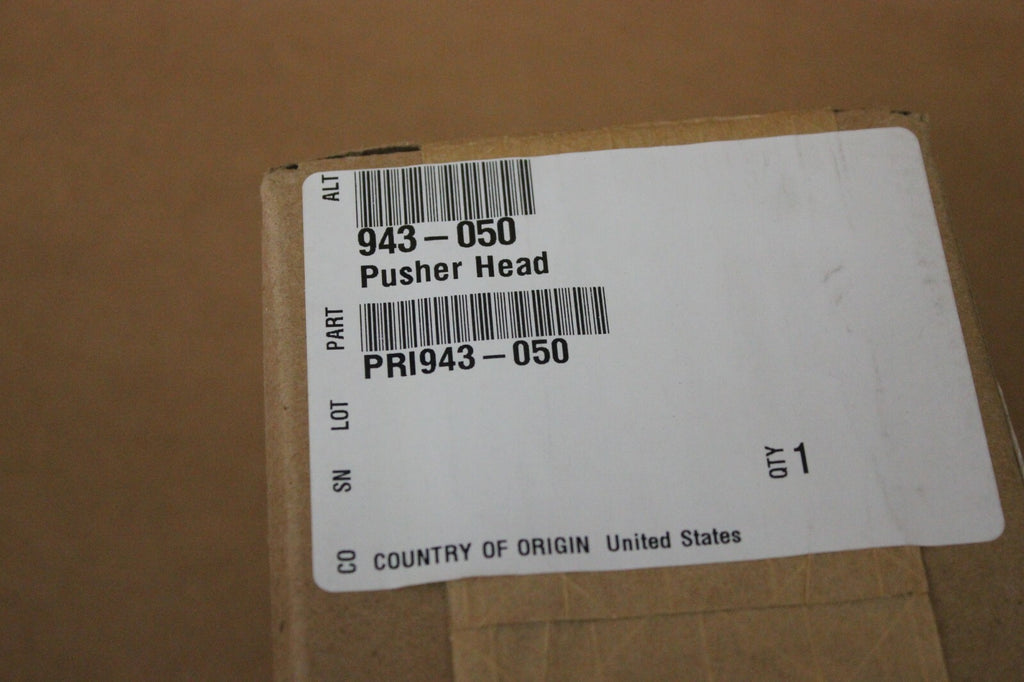 ALT
943-050
Pusher Head
PART
PRI943-050
LOT
SN
QTY 1
CO COUNTRY OF ORIGIN United States